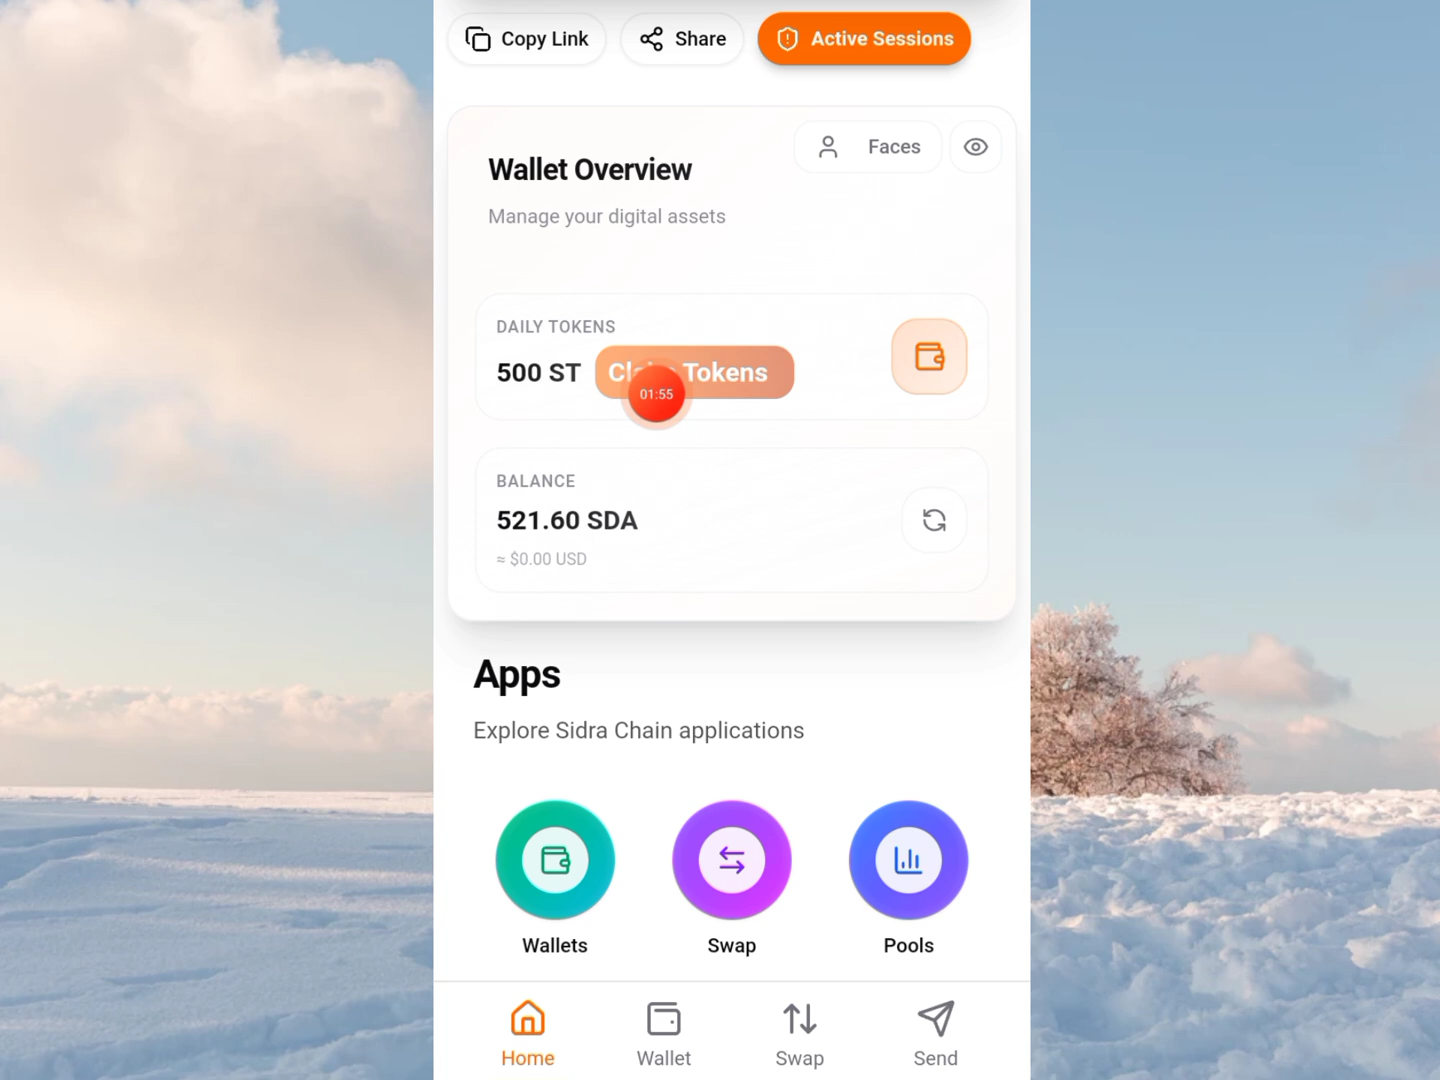 Copy Link
Share
Active Sessions
Faces
Wallet Overview
Manage your digital assets
DAILY TOKENS
500 ST
Tokens
01:55
BALANCE
521.60 SDA
≈ $0.00 USD
Apps
Explore Sidra Chain applications
Wallets
Swap
Pools
Home
Wallet
Swap
Send